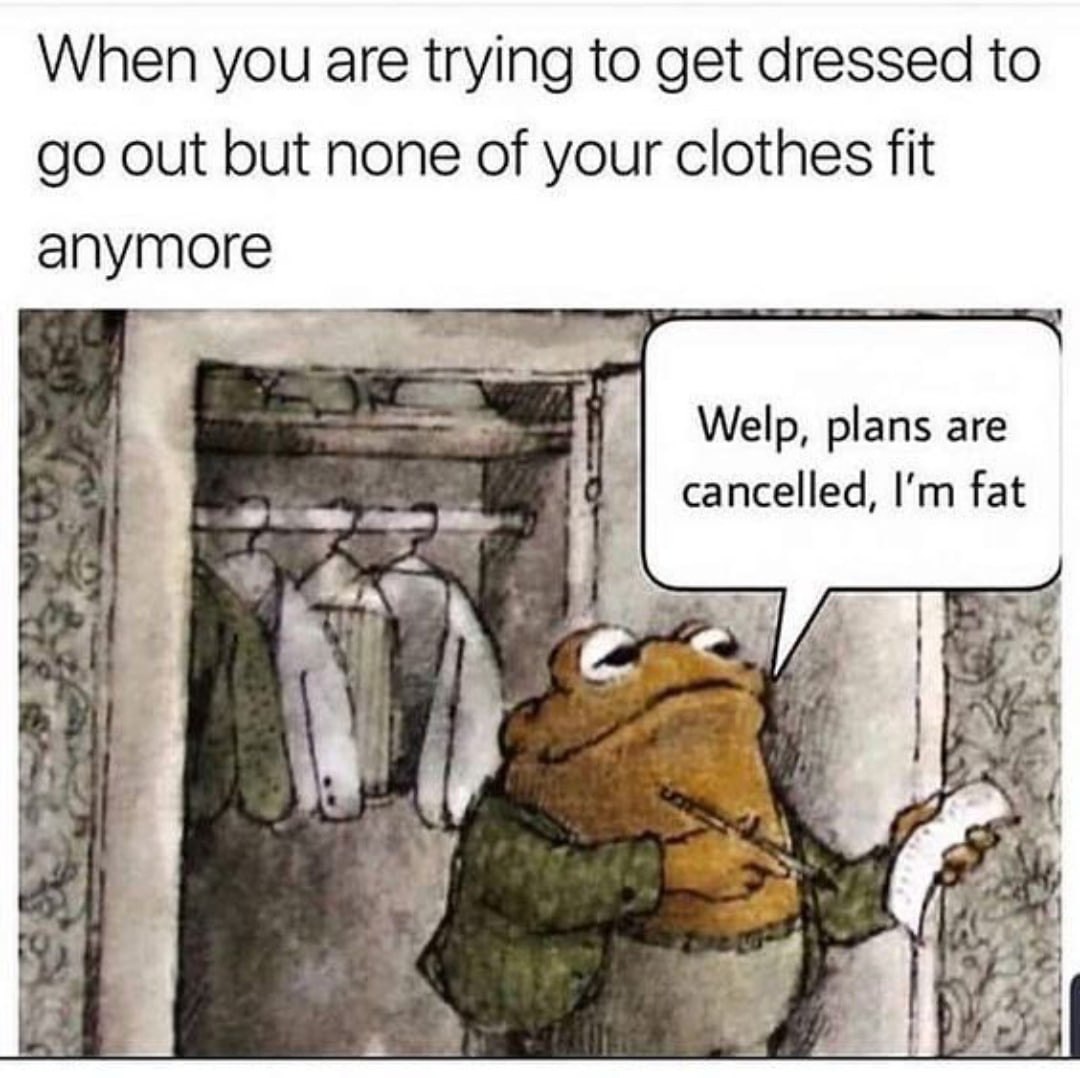 When you are trying to get dressed to
go out but none of your clothes fit
anymore
Welp, plans are
cancelled, I'm fat